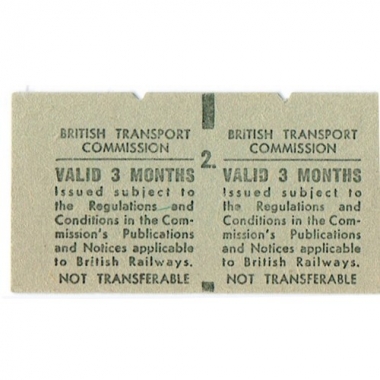 BRITISH TRANSPORT
COMMISSION
VALID 3 MONTHS
Issued subject to
the Regulations and
Conditions in the Com-
mission's Publications
and Notices applicable
to British Railways.
NOT TRANSFERABLE
2.
BRITISH TRANSPORT
COMMISSION
VALID 3 MONTHS
Issued subject to
the Regulations and
Conditions in the Com-
mission's Publications
and Notices applicable
to British Railways.
NOT TRANSFERABLE